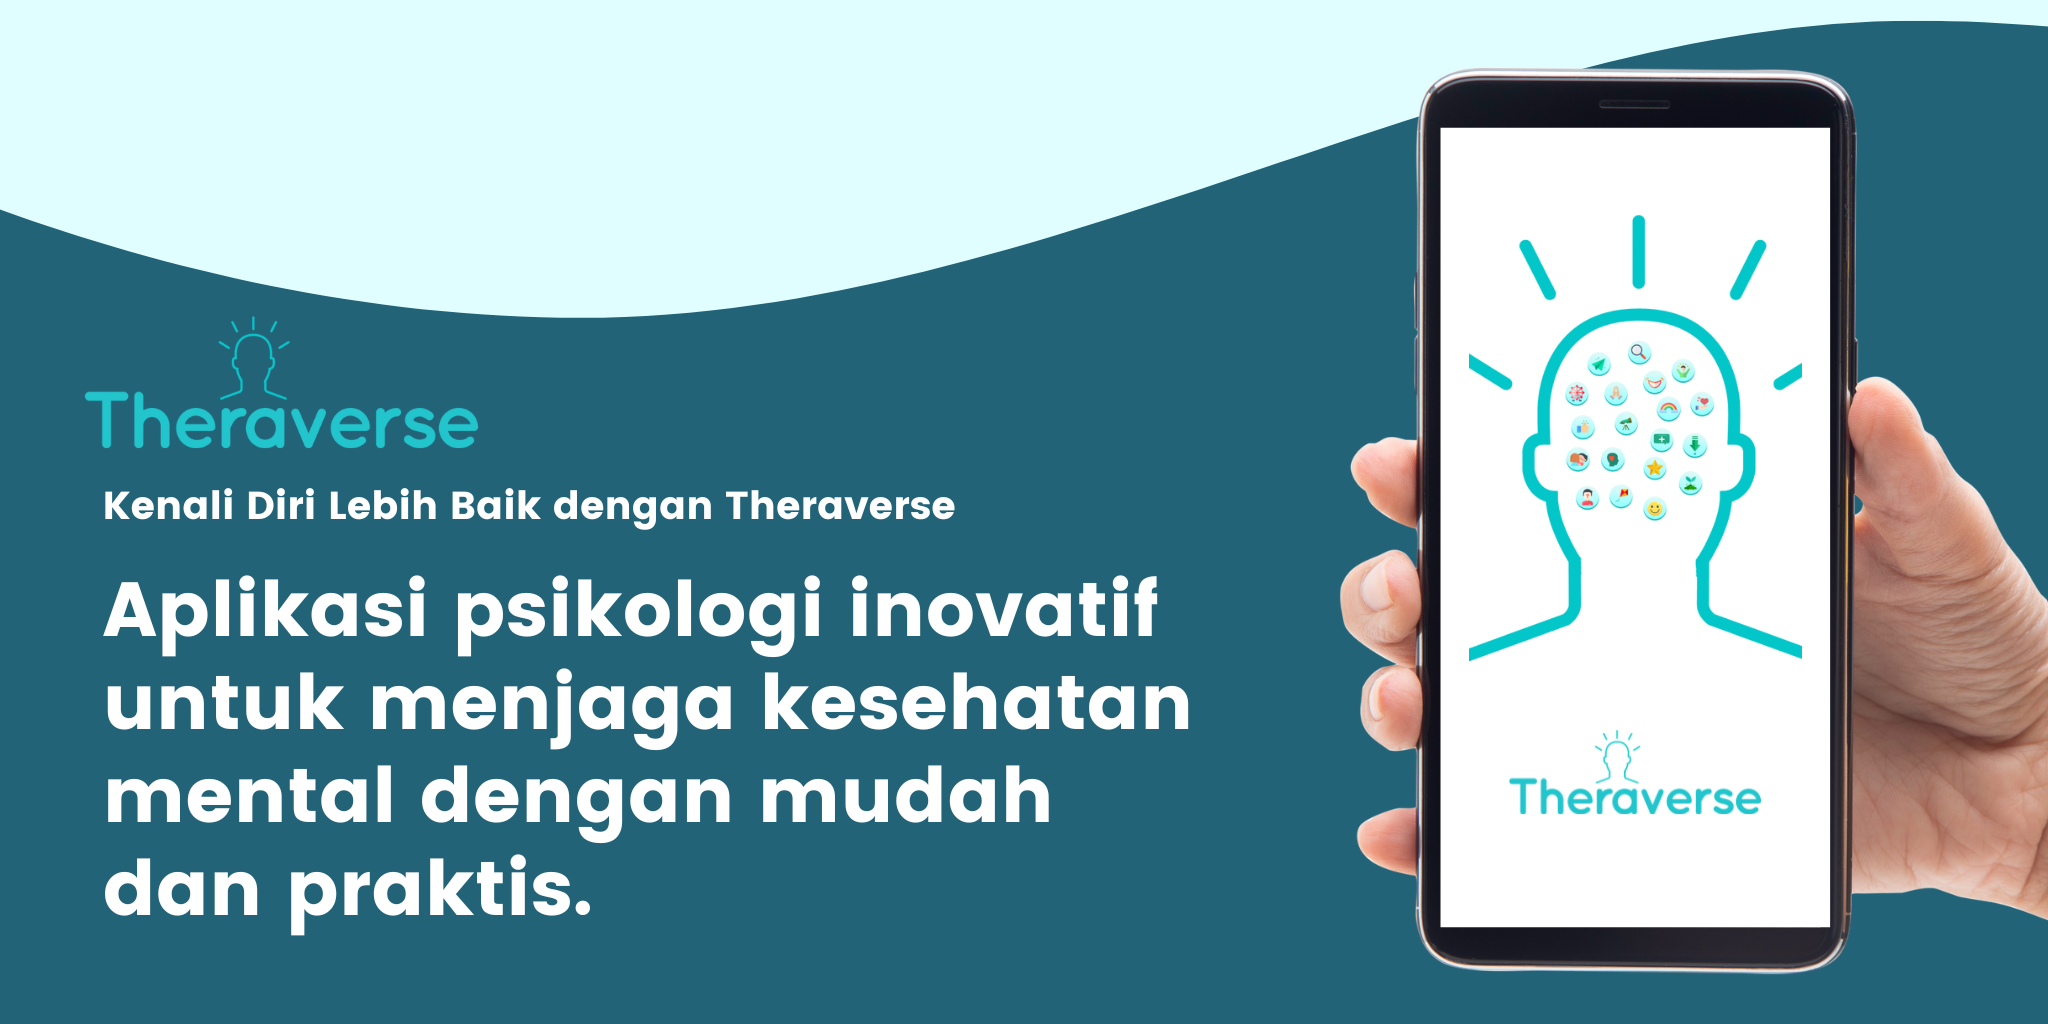 Theraverse
Kenali Diri Lebih Baik dengan Theraverse
Aplikasi psikologi inovatif
untuk menjaga kesehatan
mental dengan mudah
dan praktis.
Theraverse